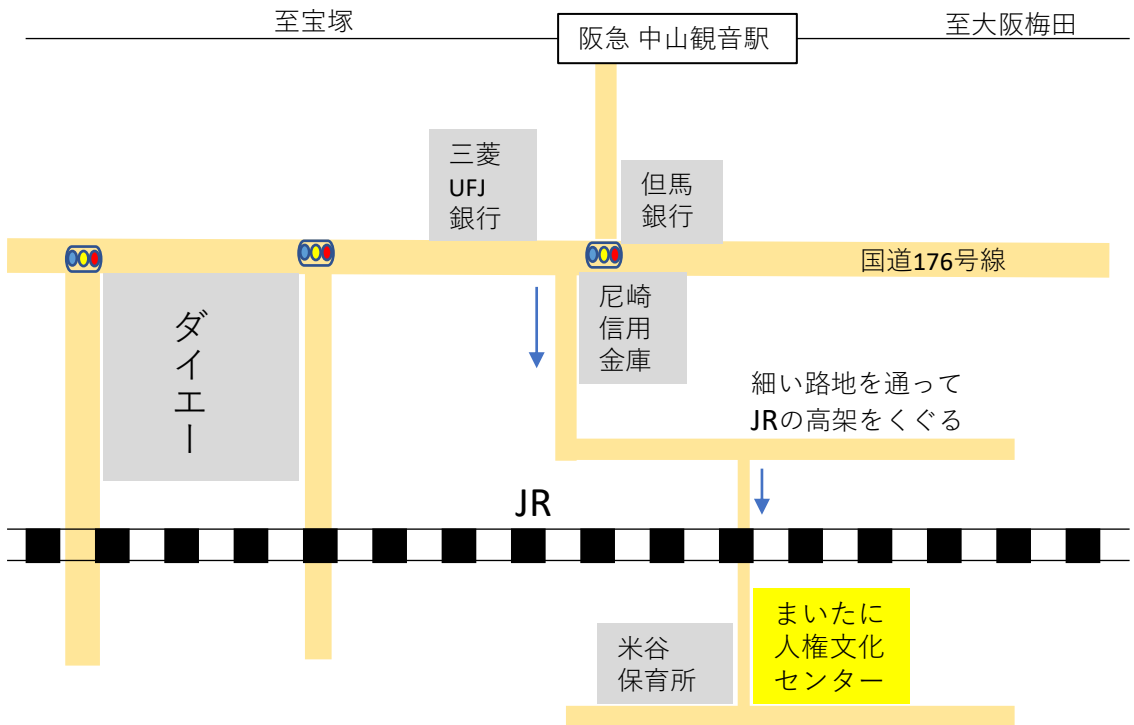 至宝塚
阪急 中山観音駅
至大阪梅田
三菱
UFJ
銀行
但馬
銀行
国道176号線
ダイエー
尼崎
信用
金庫
細い路地を通って
JRの高架をくぐる
JR
米谷
保育所
まいたに
人権文化
センター